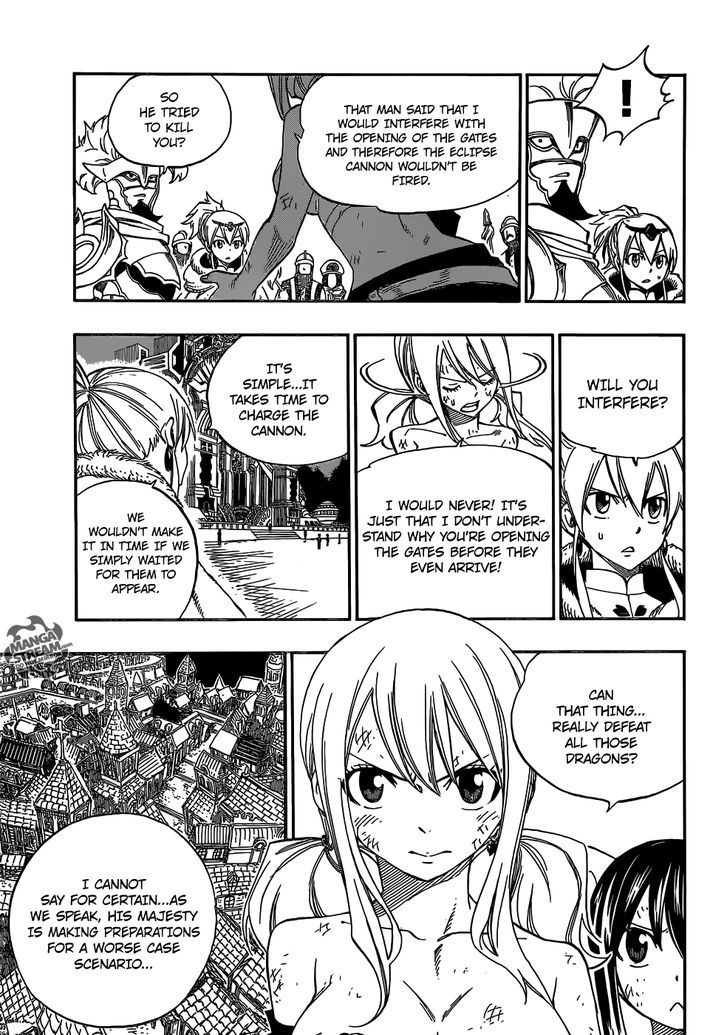 !
THAT MAN SAID THAT I
WOULD INTERFERE WITH
THE OPENING OF THE GATES
AND THEREFORE THE ECLIPSE
CANNON WOULDN'T BE
FIRED.
SO
HE TRIED
TO KILL
YOU?
WILL YOU
INTERFERE?
I WOULD NEVER! IT'S
JUST THAT I DON'T UNDER-
STAND WHY YOU'RE OPENING
THE GATES BEFORE THEY
EVEN ARRIVE!
IT'S
SIMPLE...IT
TAKES TIME TO
CHARGE THE
CANNON.
WE
WOULDN'T MAKE
IT IN TIME IF WE
SIMPLY WAITED
FOR THEM TO
APPEAR.
MANGA
STREAM
CAN
THAT THING...
REALLY DEFEAT
ALL THOSE
DRAGONS?
I CANNOT
SAY FOR CERTAIN...AS
WE SPEAK, HIS MAJESTY
IS MAKING PREPARATIONS
FOR A WORSE CASE
SCENARIO...